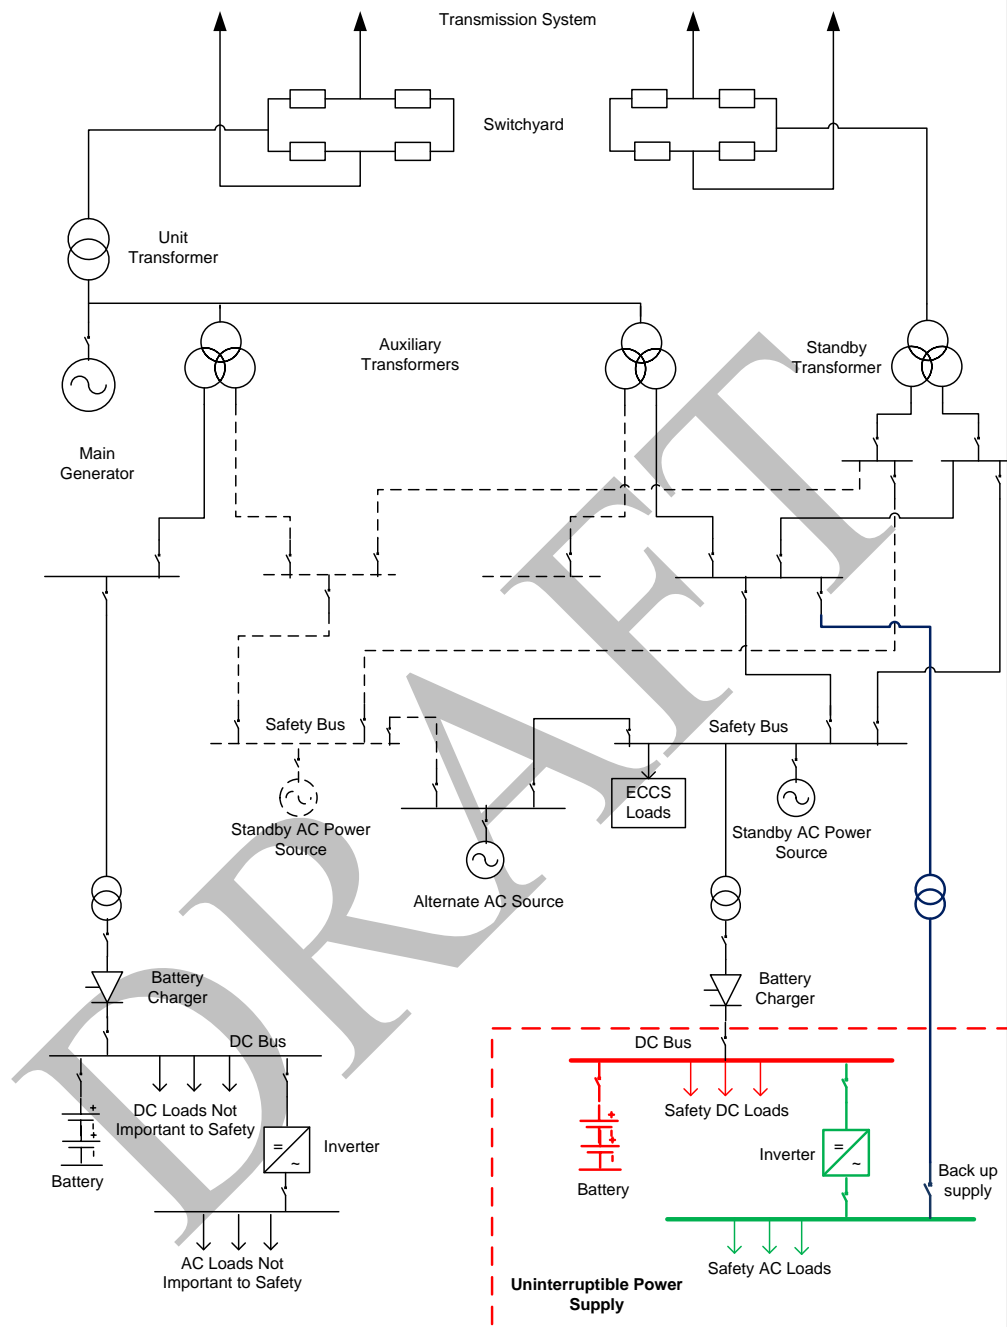 Transmission System
Switchyard
Unit
Transformer
Auxiliary
Transformers
Standby
Transformer
Main
Generator
Safety Bus
Safety Bus
ECCS
Loads
Standby AC Power
Source
Standby AC Power
Source
Alternate AC Source
Battery
Charger
Battery
Charger
DC Bus
DC Bus
DC Loads Not
Important to Safety
Safety DC Loads
Inverter
Inverter
Battery
Battery
Back up
supply
AC Loads Not
Important to Safety
Safety AC Loads
Uninterruptible Power
Supply
DRAFT